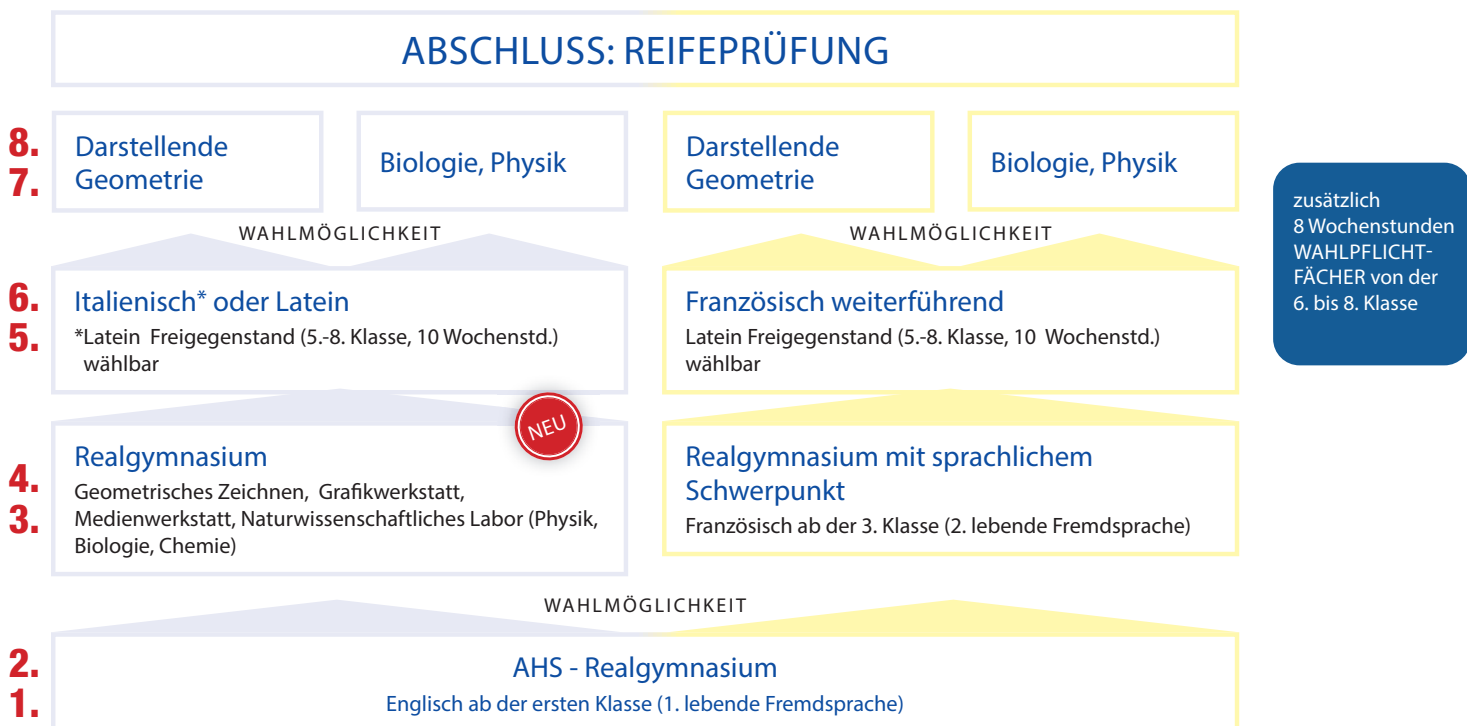 ABSCHLUSS: REIFEPRÜFUNG
8.
7.
Darstellende
Geometrie
Biologie, Physik
Darstellende
Geometrie
Biologie, Physik
WAHLMÖGLICHKEIT
WAHLMÖGLICHKEIT
zusätzlich
8 Wochenstunden
WAHLPFLICHT-
FÄCHER von der
6. bis 8. Klasse
6.
5.
Italienisch* oder Latein
*Latein Freigegenstand (5.-8. Klasse, 10 Wochenstd.)
wählbar
Französisch weiterführend
Latein Freigegenstand (5.-8. Klasse, 10 Wochenstd.)
wählbar
NEU
4.
3.
Realgymnasium
Geometrisches Zeichnen, Grafikwerkstatt,
Medienwerkstatt, Naturwissenschaftliches Labor (Physik,
Biologie, Chemie)
Realgymnasium mit sprachlichem
Schwerpunkt
Französisch ab der 3. Klasse (2. lebende Fremdsprache)
WAHLMÖGLICHKEIT
2.
1.
AHS - Realgymnasium
Englisch ab der ersten Klasse (1. lebende Fremdsprache)